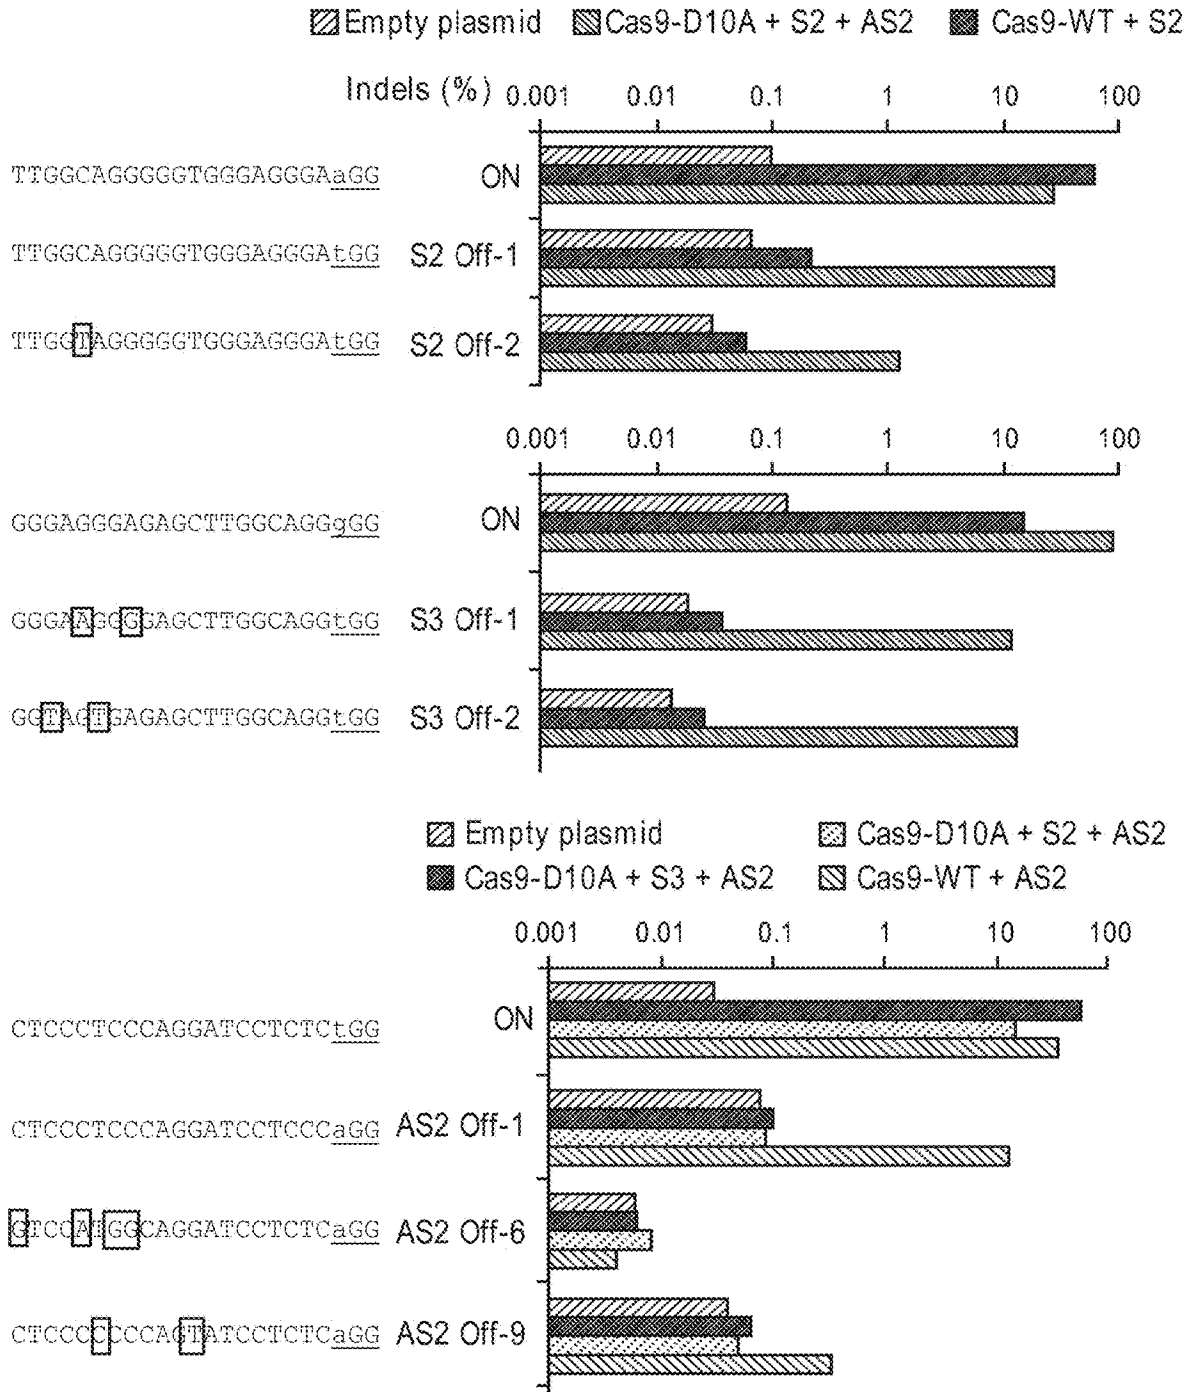 Empty plasmid Cas9-D10A + S2 + AS2 Cas9-WT + S2
Indels (%) 0.001 0.01 0.1 1 10 100
TTGGCAGGGGGTGGGAGGGAaGG ON
TTGGCAGGGGGTGGGAGGGAtGG S2 Off-1
TTGGTAGGGGGTGGGAGGGAtGG S2 Off-2
0.001 0.01 0.1 1 10 100
GGGAGGGAGAGCTTGGCAGGgGG ON
GGGAAGGGGAGCTTGGCAGGtGG S3 Off-1
GGTAGTGAGAGCTTGGCAGGtGG S3 Off-2
Empty plasmid Cas9-D10A + S2 + AS2
Cas9-D10A + S3 + AS2 Cas9-WT + AS2
0.001 0.01 0.1 1 10 100
CTCCCTCCCAGGATCCTCTCtGG ON
CTCCCTCCCAGGATCCTCCCaGG AS2 Off-1
GTCCATGGCAGGATCCTCTCaGG AS2 Off-6
CTCCCCCCCAGTATCCTCTCaGG AS2 Off-9